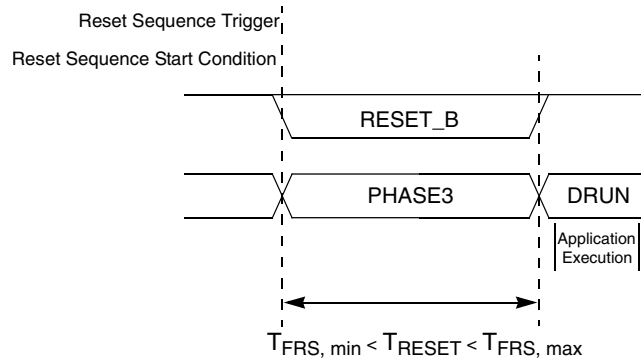 Reset Sequence Trigger
Reset Sequence Start Condition
RESET_B
PHASE3
DRUN
Application
Execution
TFRS, min < TRESET < TFRS, max